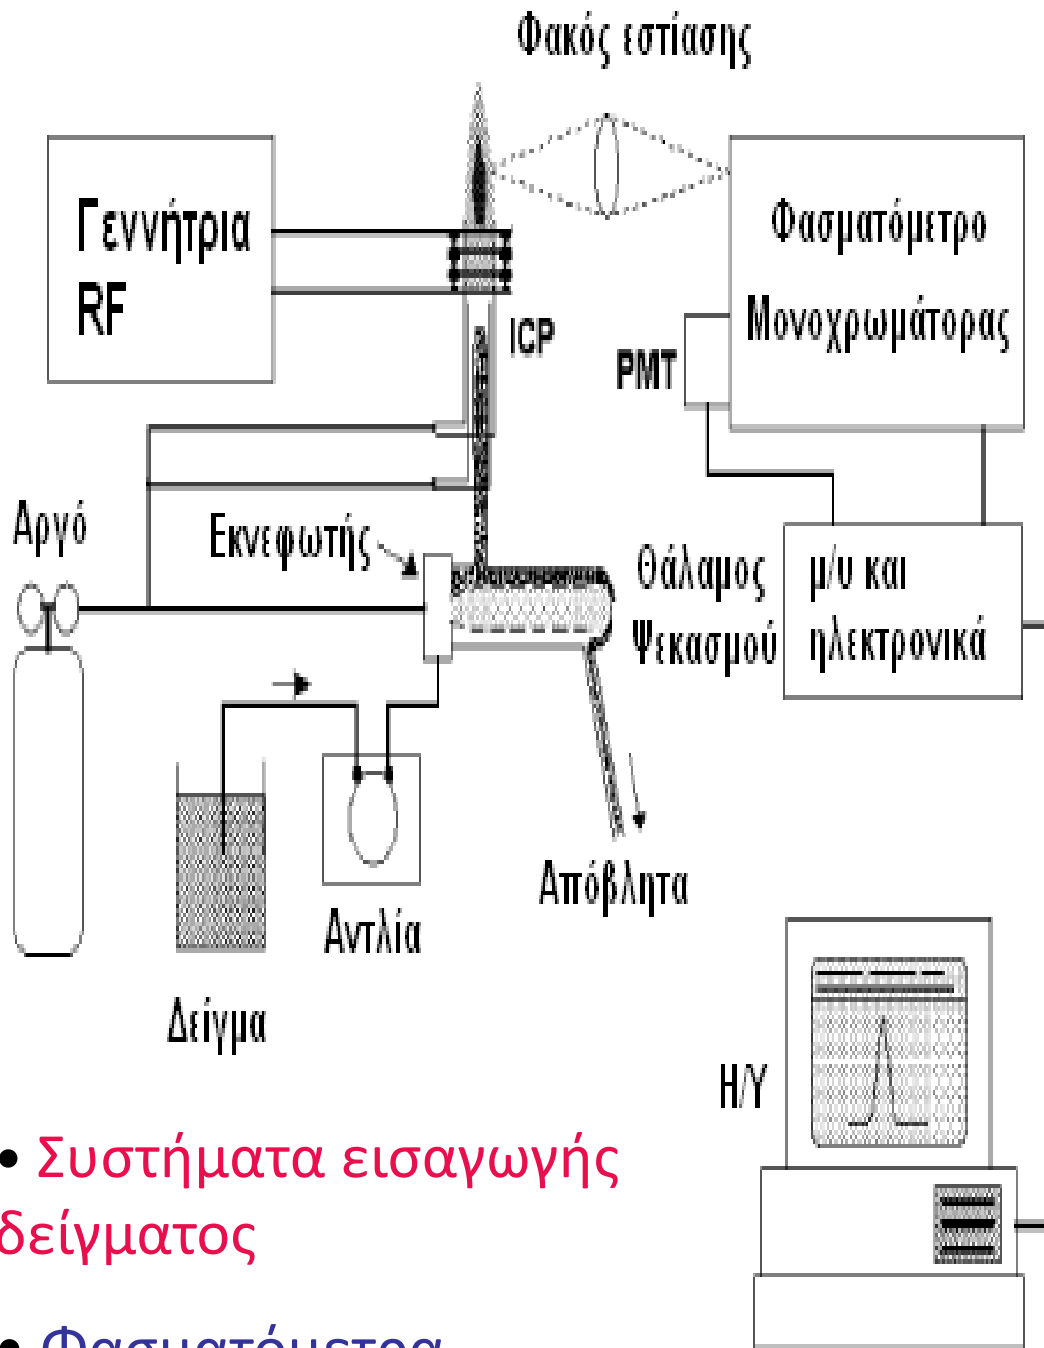 Φακός εστίασης
Γεννήτρια
RF
Φασματόμετρο
Μονοχρωμάτορας
ICP
PMT
Αργό
Εκνεφωτής
Θάλαμος
Ψεκασμού
μ/υ και
ηλεκτρονικά
Απόβλητα
Αντλία
Δείγμα
Η/Υ
• Συστήματα εισαγωγής
δείγματος
• Φασματόμετρα